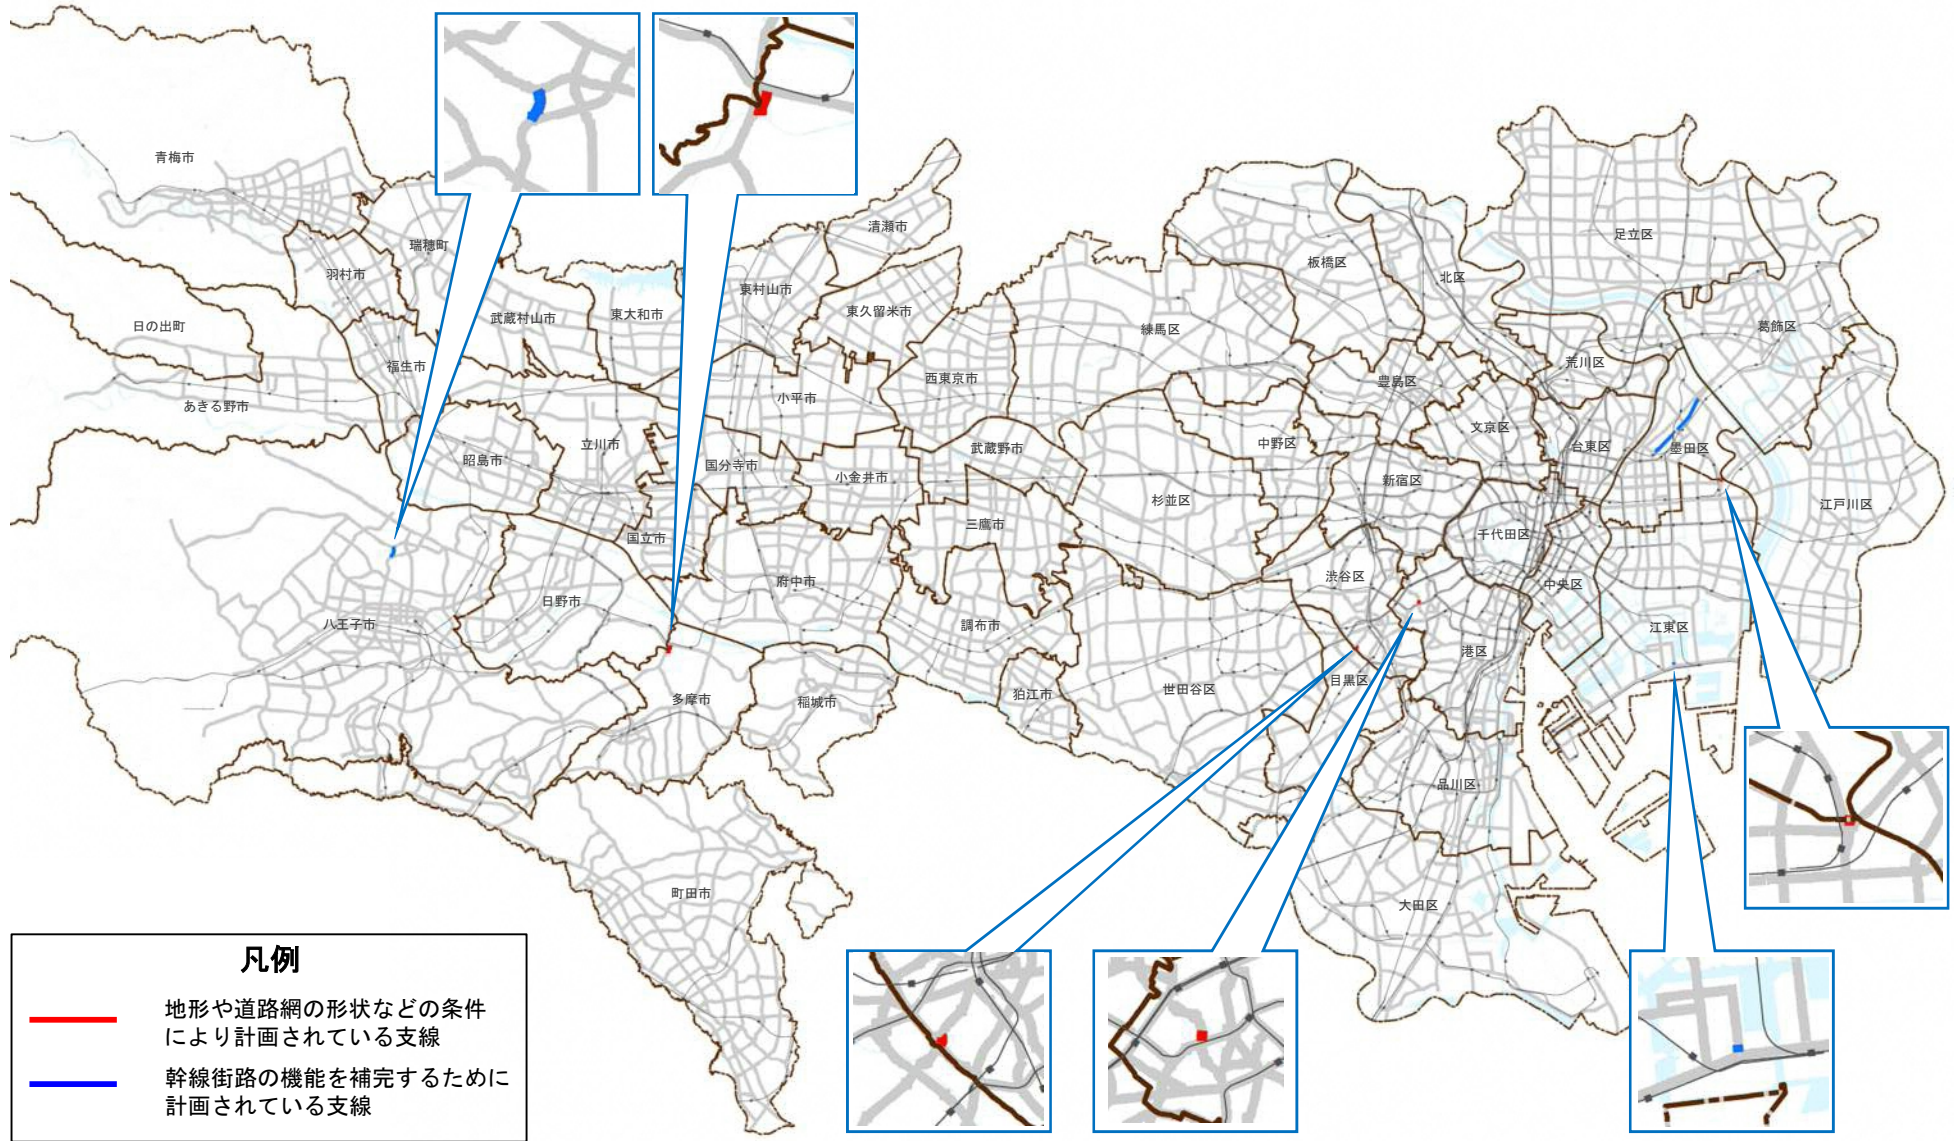 青梅市
瑞穂町
羽村市
日の出町
福生市
あきる野市
武蔵村山市
東大和市
東村山市
清瀬市
東久留米市
西東京市
小平市
立川市
昭島市
国分寺市
小金井市
武蔵野市
三鷹市
国立市
府中市
日野市
八王子市
調布市
狛江市
多摩市
稲城市
町田市
練馬区
板橋区
北区
足立区
葛飾区
荒川区
豊島区
文京区
台東区
墨田区
中野区
杉並区
新宿区
千代田区
江戸川区
渋谷区
中央区
江東区
港区
目黒区
世田谷区
品川区
大田区
凡例
地形や道路網の形状などの条件
により計画されている支線
幹線街路の機能を補完するために
計画されている支線